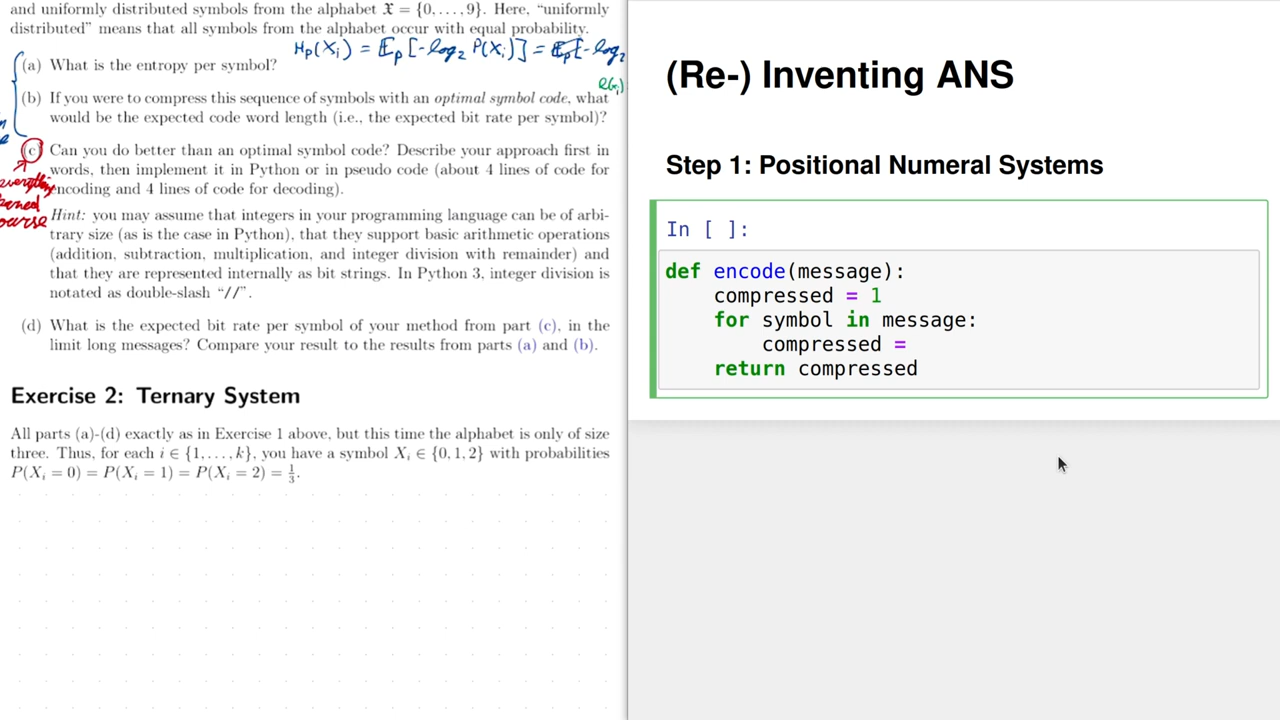 and uniformly distributed symbols from the alphabet 𝔛 = {0, . . . , 9}. Here, “uniformly
distributed” means that all symbols from the alphabet occur with equal probability.
H_P(X_i) = 𝔼_P[-log_2 P(X_i)] =
(a) What is the entropy per symbol?
(b) If you were to compress this sequence of symbols with an optimal symbol code, what
would be the expected code word length (i.e., the expected bit rate per symbol)?
(c) Can you do better than an optimal symbol code? Describe your approach first in
words, then implement it in Python or in pseudo code (about 4 lines of code for
encoding and 4 lines of code for decoding).
Hint: you may assume that integers in your programming language can be of arbi-
trary size (as is the case in Python), that they support basic arithmetic operations
(addition, subtraction, multiplication, and integer division with remainder) and
that they are represented internally as bit strings. In Python 3, integer division is
notated as double-slash “//”.
(d) What is the expected bit rate per symbol of your method from part (c), in the
limit long messages? Compare your result to the results from parts (a) and (b).
Exercise 2: Ternary System
All parts (a)-(d) exactly as in Exercise 1 above, but this time the alphabet is only of size
three. Thus, for each i ∈ {1, . . . , k}, you have a symbol X_i ∈ {0, 1, 2} with probabilities
P(X_i = 0) = P(X_i = 1) = P(X_i = 2) = 1/3.
(Re-) Inventing ANS
Step 1: Positional Numeral Systems
In [ ]:
def encode(message):
    compressed = 1
    for symbol in message:
        compressed =
    return compressed